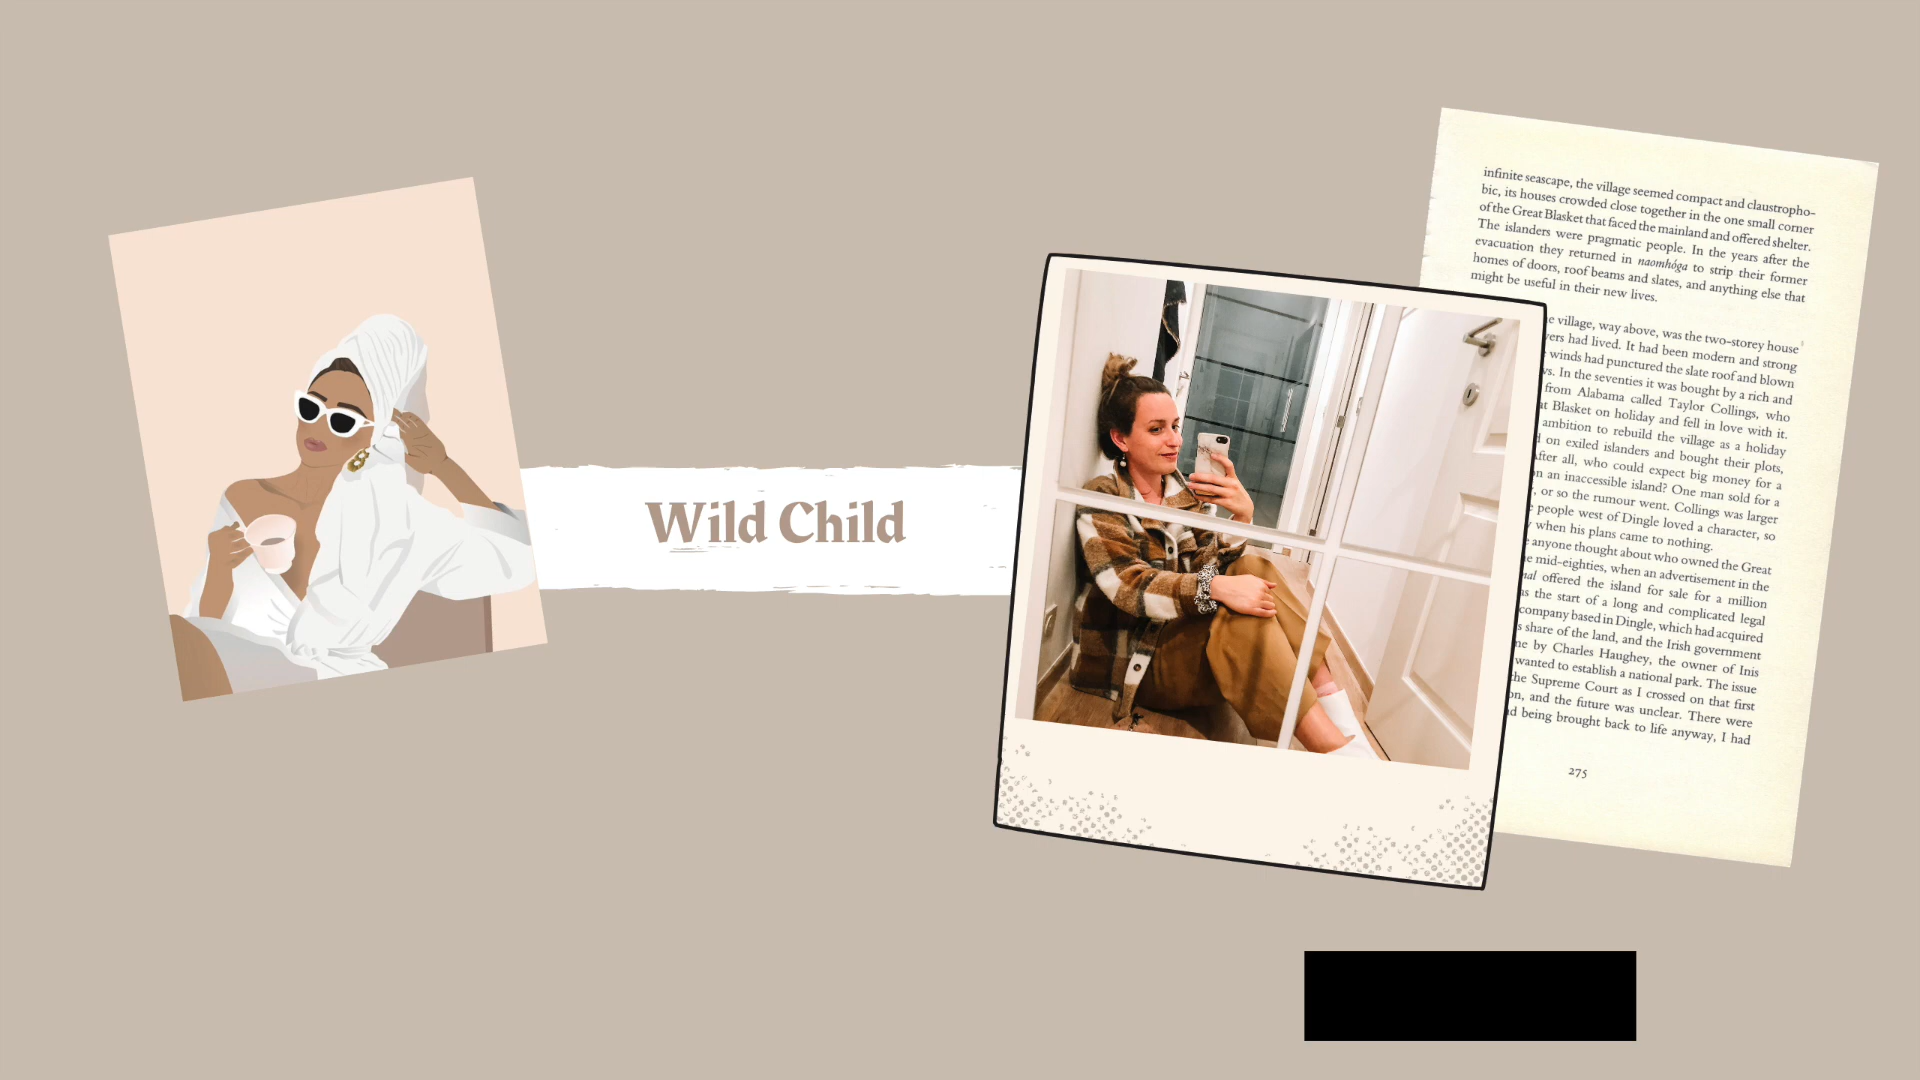 Wild Child
infinite seascape, the village seemed compact and claustropho-
bic, its houses crowded close together in the one small corner
of the Great Blasket that faced the mainland and offered shelter.
The islanders were pragmatic people. In the years after the
evacuation they returned in naomhóga to strip their former
homes of doors, roof beams and slates, and anything else that
might be useful in their new lives.
village, way above, was the two-storey house
had lived. It had been modern and strong
winds had punctured the slate roof and blown
In the seventies it was bought by a rich and
from Alabama called Taylor Collings, who
Blasket on holiday and fell in love with it.
ambition to rebuild the village as a holiday
on exiled islanders and bought their plots,
After all, who could expect big money for a
an inaccessible island? One man sold for a
, or so the rumour went. Collings was larger
people west of Dingle loved a character, so
when his plans came to nothing.
anyone thought about who owned the Great
mid-eighties, when an advertisement in the
offered the island for sale for a million
the start of a long and complicated legal
company based in Dingle, which had acquired
share of the land, and the Irish government
by Charles Haughey, the owner of Inis
wanted to establish a national park. The issue
the Supreme Court as I crossed on that first
and the future was unclear. There were
being brought back to life anyway, I had
275